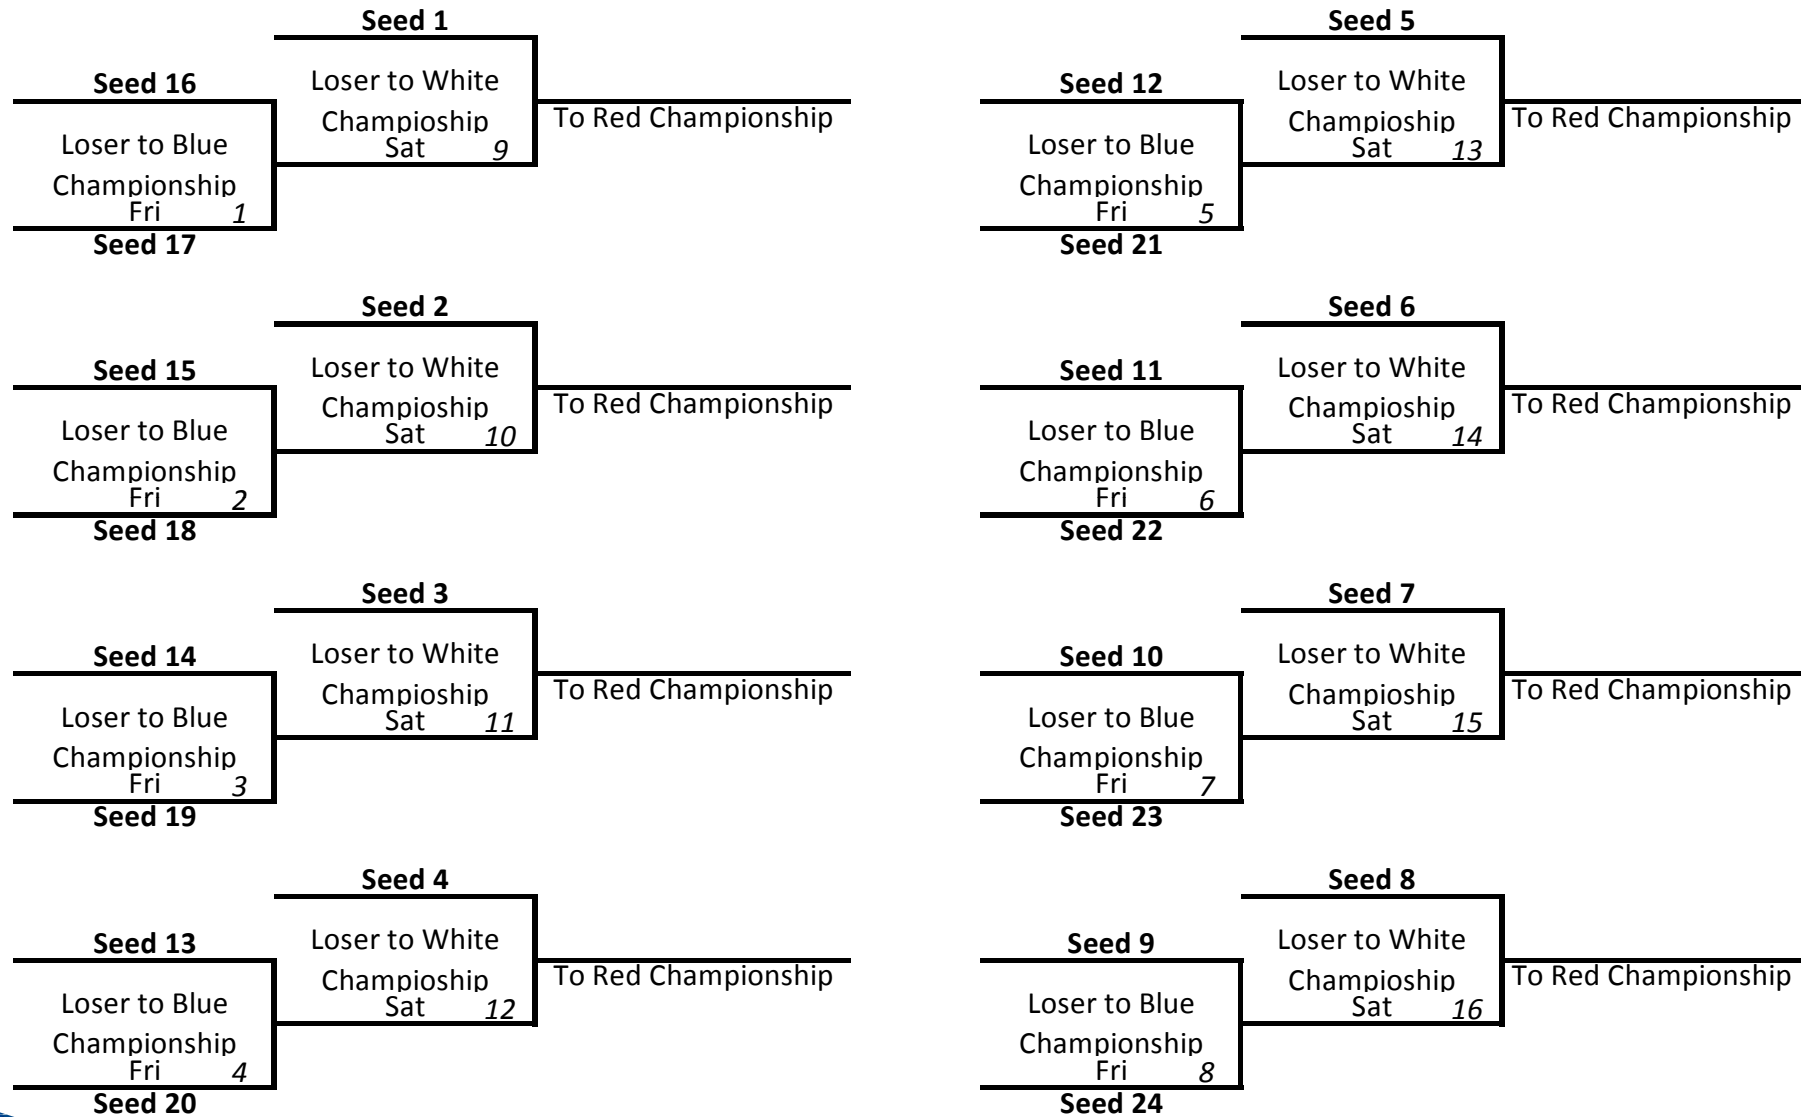 Seed 1
Seed 16
Loser to White
Champioship
Sat 9
To Red Championship
Loser to Blue
Championship
Fri 1
Seed 17
Seed 2
Seed 15
Loser to White
Champioship
Sat 10
To Red Championship
Loser to Blue
Championship
Fri 2
Seed 18
Seed 3
Seed 14
Loser to White
Champioship
Sat 11
To Red Championship
Loser to Blue
Championship
Fri 3
Seed 19
Seed 4
Seed 13
Loser to White
Champioship
Sat 12
To Red Championship
Loser to Blue
Championship
Fri 4
Seed 20
Seed 5
Seed 12
Loser to White
Champioship
Sat 13
To Red Championship
Loser to Blue
Championship
Fri 5
Seed 21
Seed 6
Seed 11
Loser to White
Champioship
Sat 14
To Red Championship
Loser to Blue
Championship
Fri 6
Seed 22
Seed 7
Seed 10
Loser to White
Champioship
Sat 15
To Red Championship
Loser to Blue
Championship
Fri 7
Seed 23
Seed 8
Seed 9
Loser to White
Champioship
Sat 16
To Red Championship
Loser to Blue
Championship
Fri 8
Seed 24